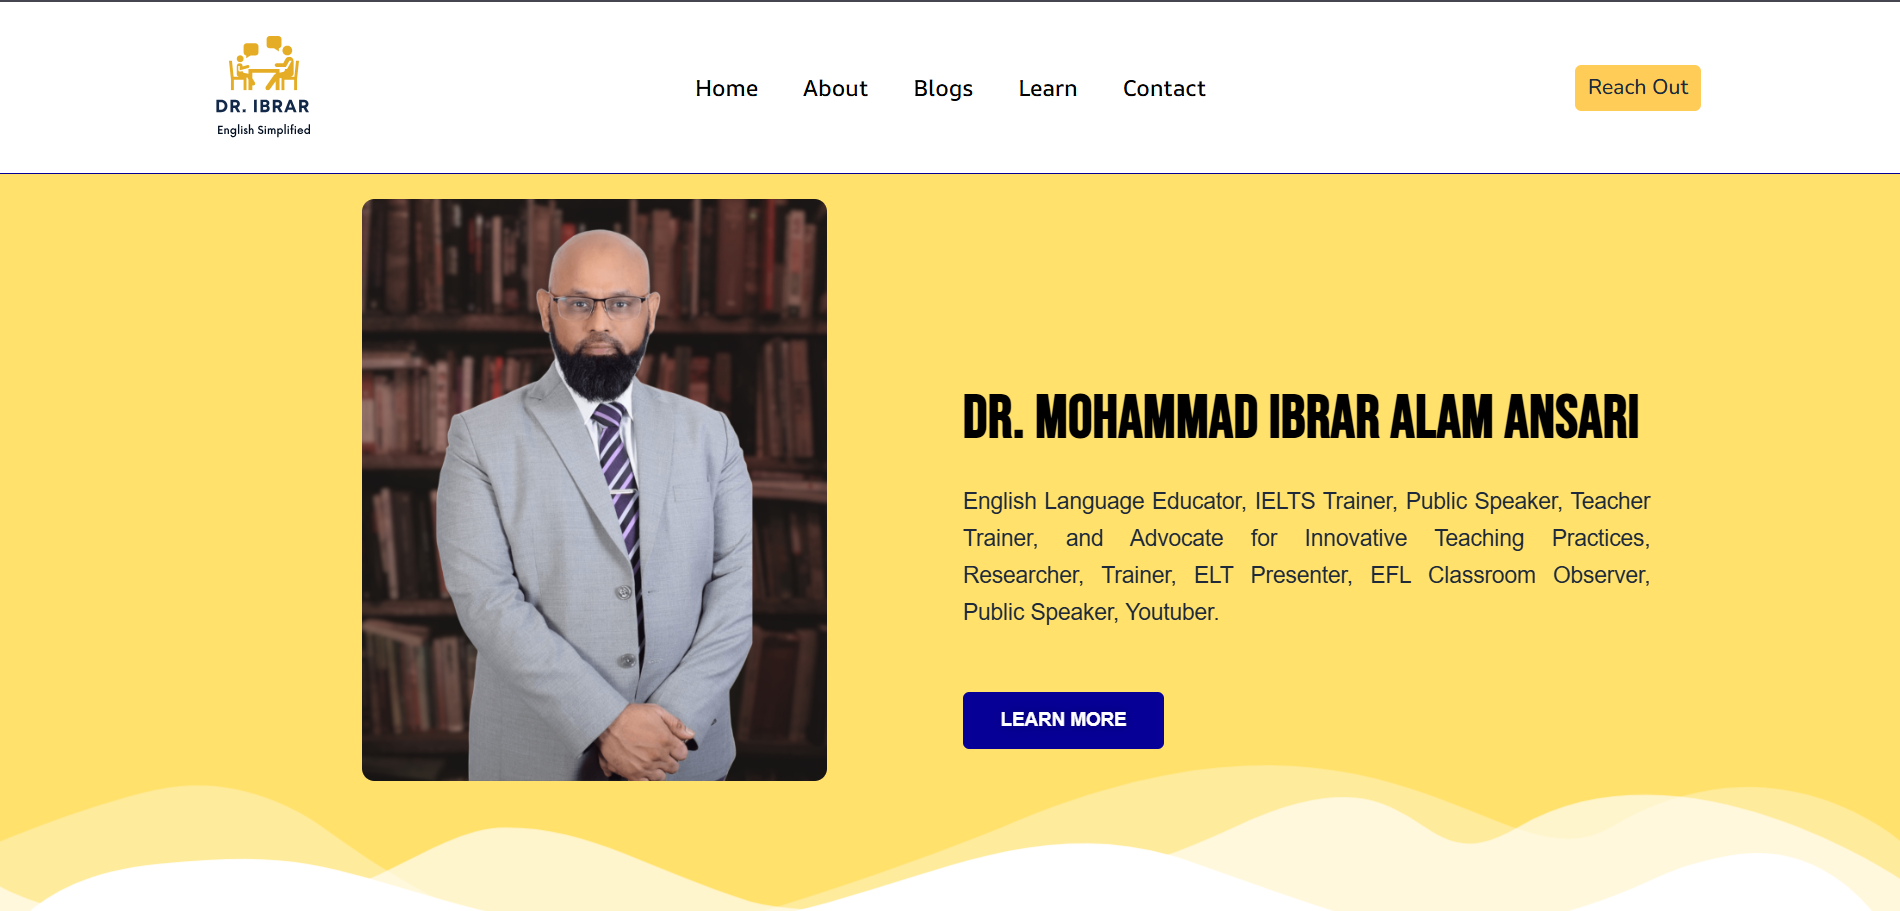 DR. IBRAR
English Simplified
Home
About
Blogs
Learn
Contact
Reach Out
DR. MOHAMMAD IBRAR ALAM ANSARI
English Language Educator, IELTS Trainer, Public Speaker, Teacher
Trainer, and Advocate for Innovative Teaching Practices,
Researcher, Trainer, ELT Presenter, EFL Classroom Observer,
Public Speaker, Youtuber.
LEARN MORE